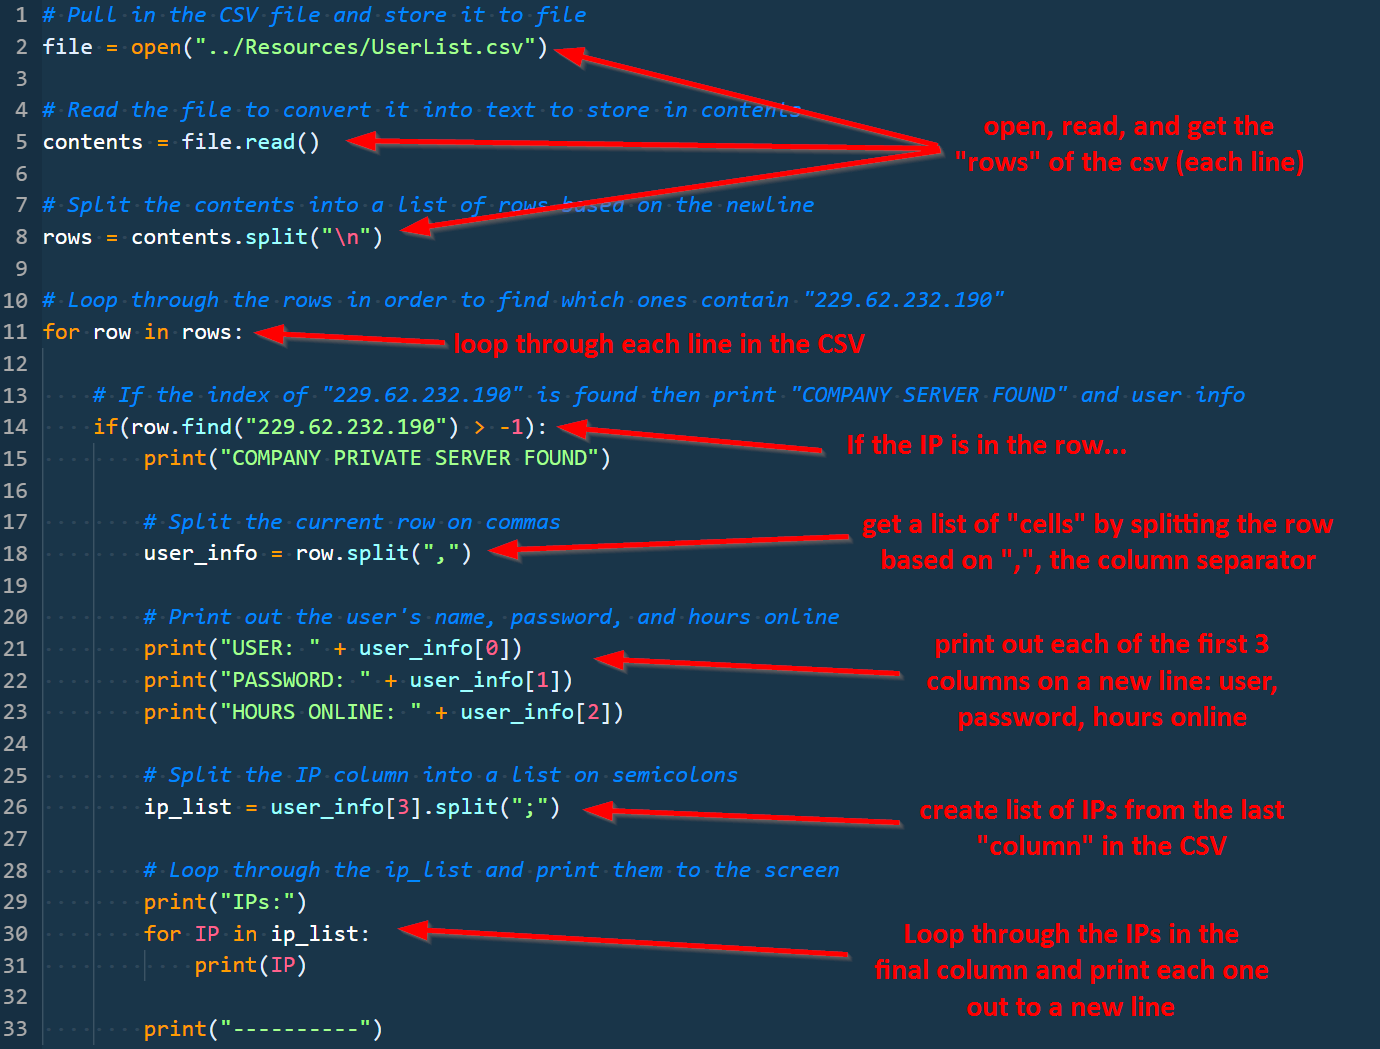 1 # Pull in the CSV file and store it to file
2 file = open("../Resources/UserList.csv")
3
4 # Read the file to convert it into text to store in contents
5 contents = file.read()
open, read, and get the
"rows" of the csv (each line)
6
7 # Split the contents into a list of rows based on the newline
8 rows = contents.split("\n")
9
10 # Loop through the rows in order to find which ones contain "229.62.232.190"
11 for row in rows:
loop through each line in the CSV
12
13     # If the index of "229.62.232.190" is found then print "COMPANY SERVER FOUND" and user info
14     if(row.find("229.62.232.190") > -1):
If the IP is in the row...
15         print("COMPANY PRIVATE SERVER FOUND")
16
17         # Split the current row on commas
18         user_info = row.split(",")
get a list of "cells" by splitting the row
based on ",", the column separator
19
20         # Print out the user's name, password, and hours online
21         print("USER: " + user_info[0])
22         print("PASSWORD: " + user_info[1])
23         print("HOURS ONLINE: " + user_info[2])
print out each of the first 3
columns on a new line: user,
password, hours online
24
25         # Split the IP column into a list on semicolons
26         ip_list = user_info[3].split(";")
create list of IPs from the last
"column" in the CSV
27
28         # Loop through the ip_list and print them to the screen
29         print("IPs:")
30         for IP in ip_list:
31             print(IP)
Loop through the IPs in the
final column and print each one
out to a new line
32
33         print("----------")